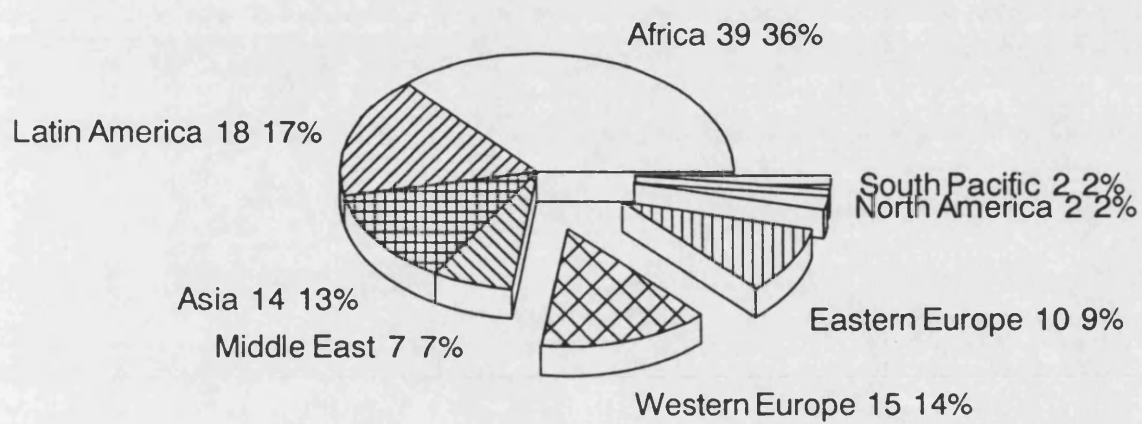 Africa 39 36%
Latin America 18 17%
South Pacific 2 2%
North America 2 2%
Asia 14 13%
Eastern Europe 10 9%
Middle East 7 7%
Western Europe 15 14%